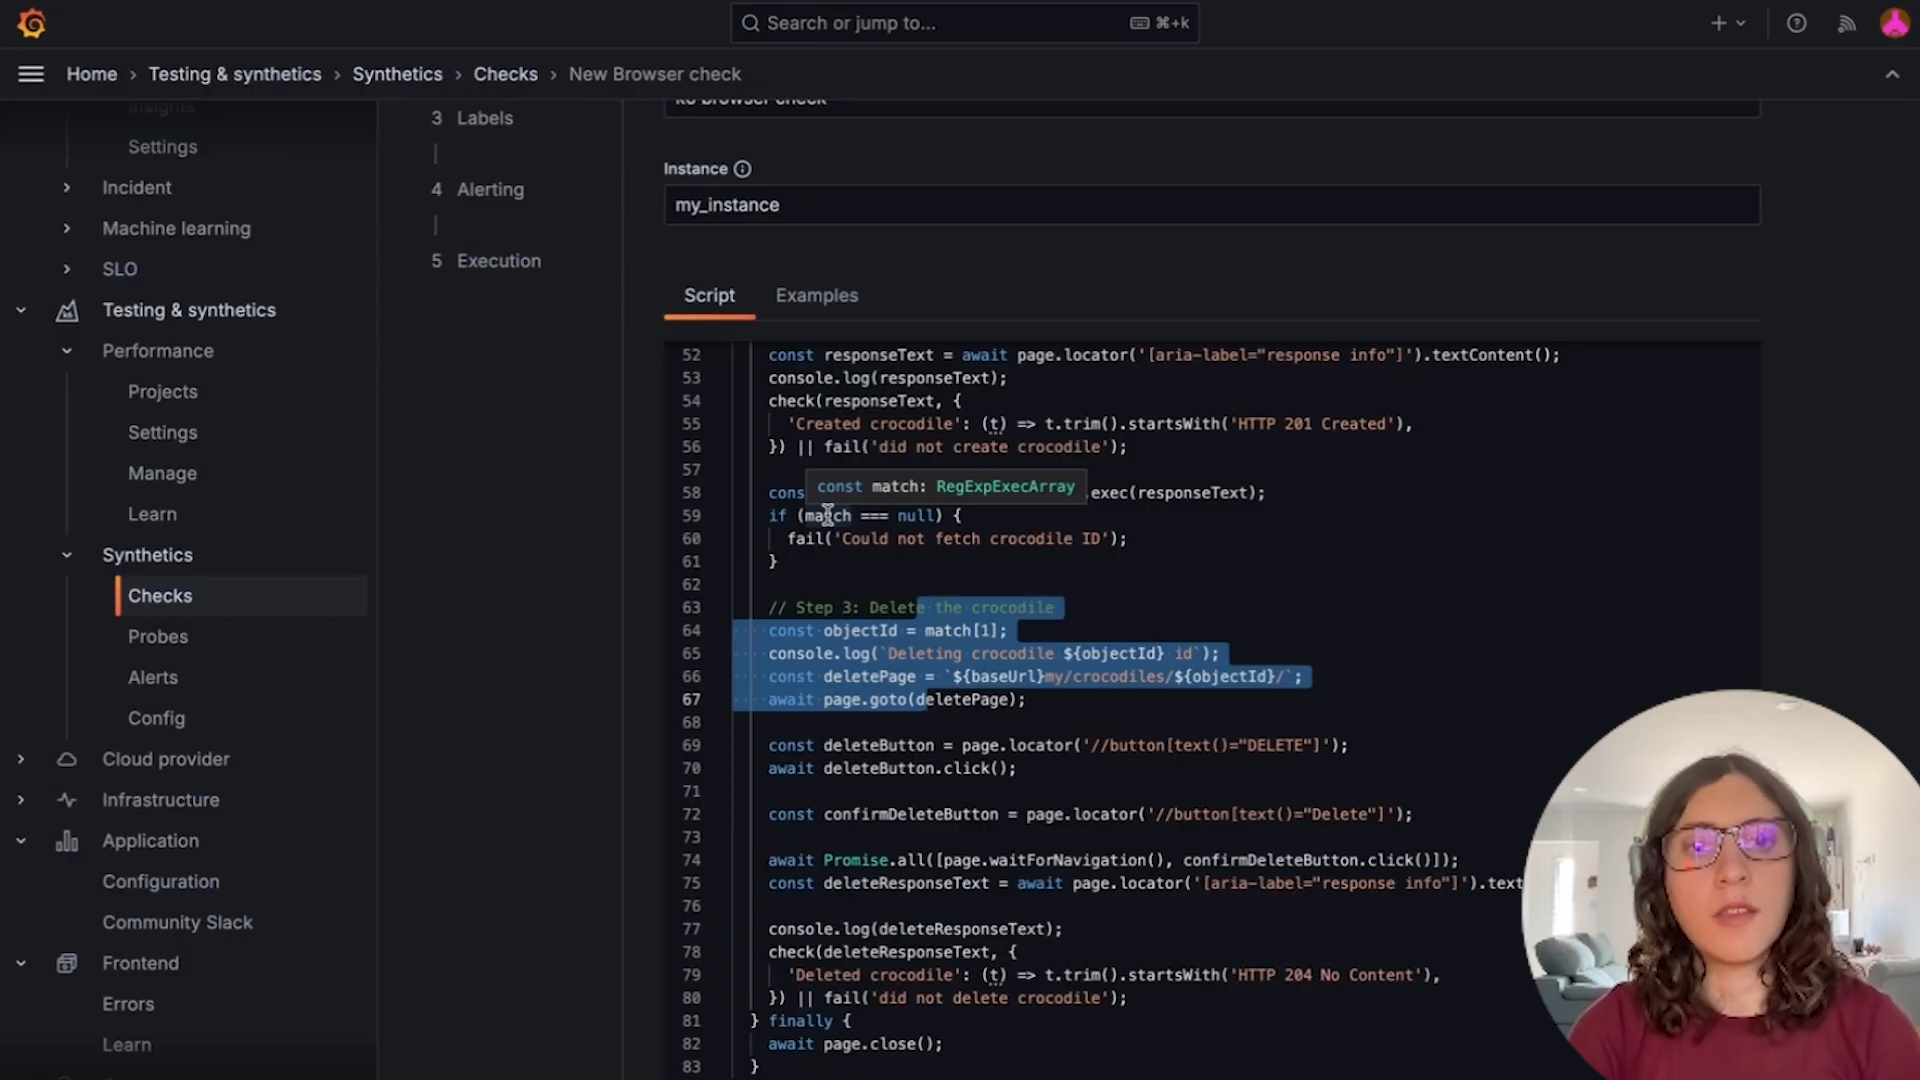 Search or jump to...
⌘+k
Home › Testing & synthetics › Synthetics › Checks › New Browser check
Insights
Settings
Incident
Machine learning
SLO
Testing & synthetics
Performance
Projects
Settings
Manage
Learn
Synthetics
Checks
Probes
Alerts
Config
Cloud provider
Infrastructure
Application
Configuration
Community Slack
Frontend
Errors
Learn
3 Labels
4 Alerting
5 Execution
k6 Browser check
Instance
my_instance
Script Examples
52 const responseText = await page.locator('[aria-label="response info"]').textContent();
53 console.log(responseText);
54 check(responseText, {
55 'Created crocodile': (t) => t.trim().startsWith('HTTP 201 Created'),
56 }) || fail('did not create crocodile');
57
const match: RegExpExecArray
58 cons .exec(responseText);
59 if (match === null) {
60 fail('Could not fetch crocodile ID');
61 }
62
63 // Step 3: Delete the crocodile
64 const objectId = match[1];
65 console.log(`Deleting crocodile ${objectId} id`);
66 const deletePage = `${baseUrl}my/crocodiles/${objectId}/`;
67 await page.goto(deletePage);
68
69 const deleteButton = page.locator('//button[text()="DELETE"]');
70 await deleteButton.click();
71
72 const confirmDeleteButton = page.locator('//button[text()="Delete"]');
73
74 await Promise.all([page.waitForNavigation(), confirmDeleteButton.click()]);
75 const deleteResponseText = await page.locator('[aria-label="response info"]').text
76
77 console.log(deleteResponseText);
78 check(deleteResponseText, {
79 'Deleted crocodile': (t) => t.trim().startsWith('HTTP 204 No Content'),
80 }) || fail('did not delete crocodile');
81 } finally {
82 await page.close();
83 }